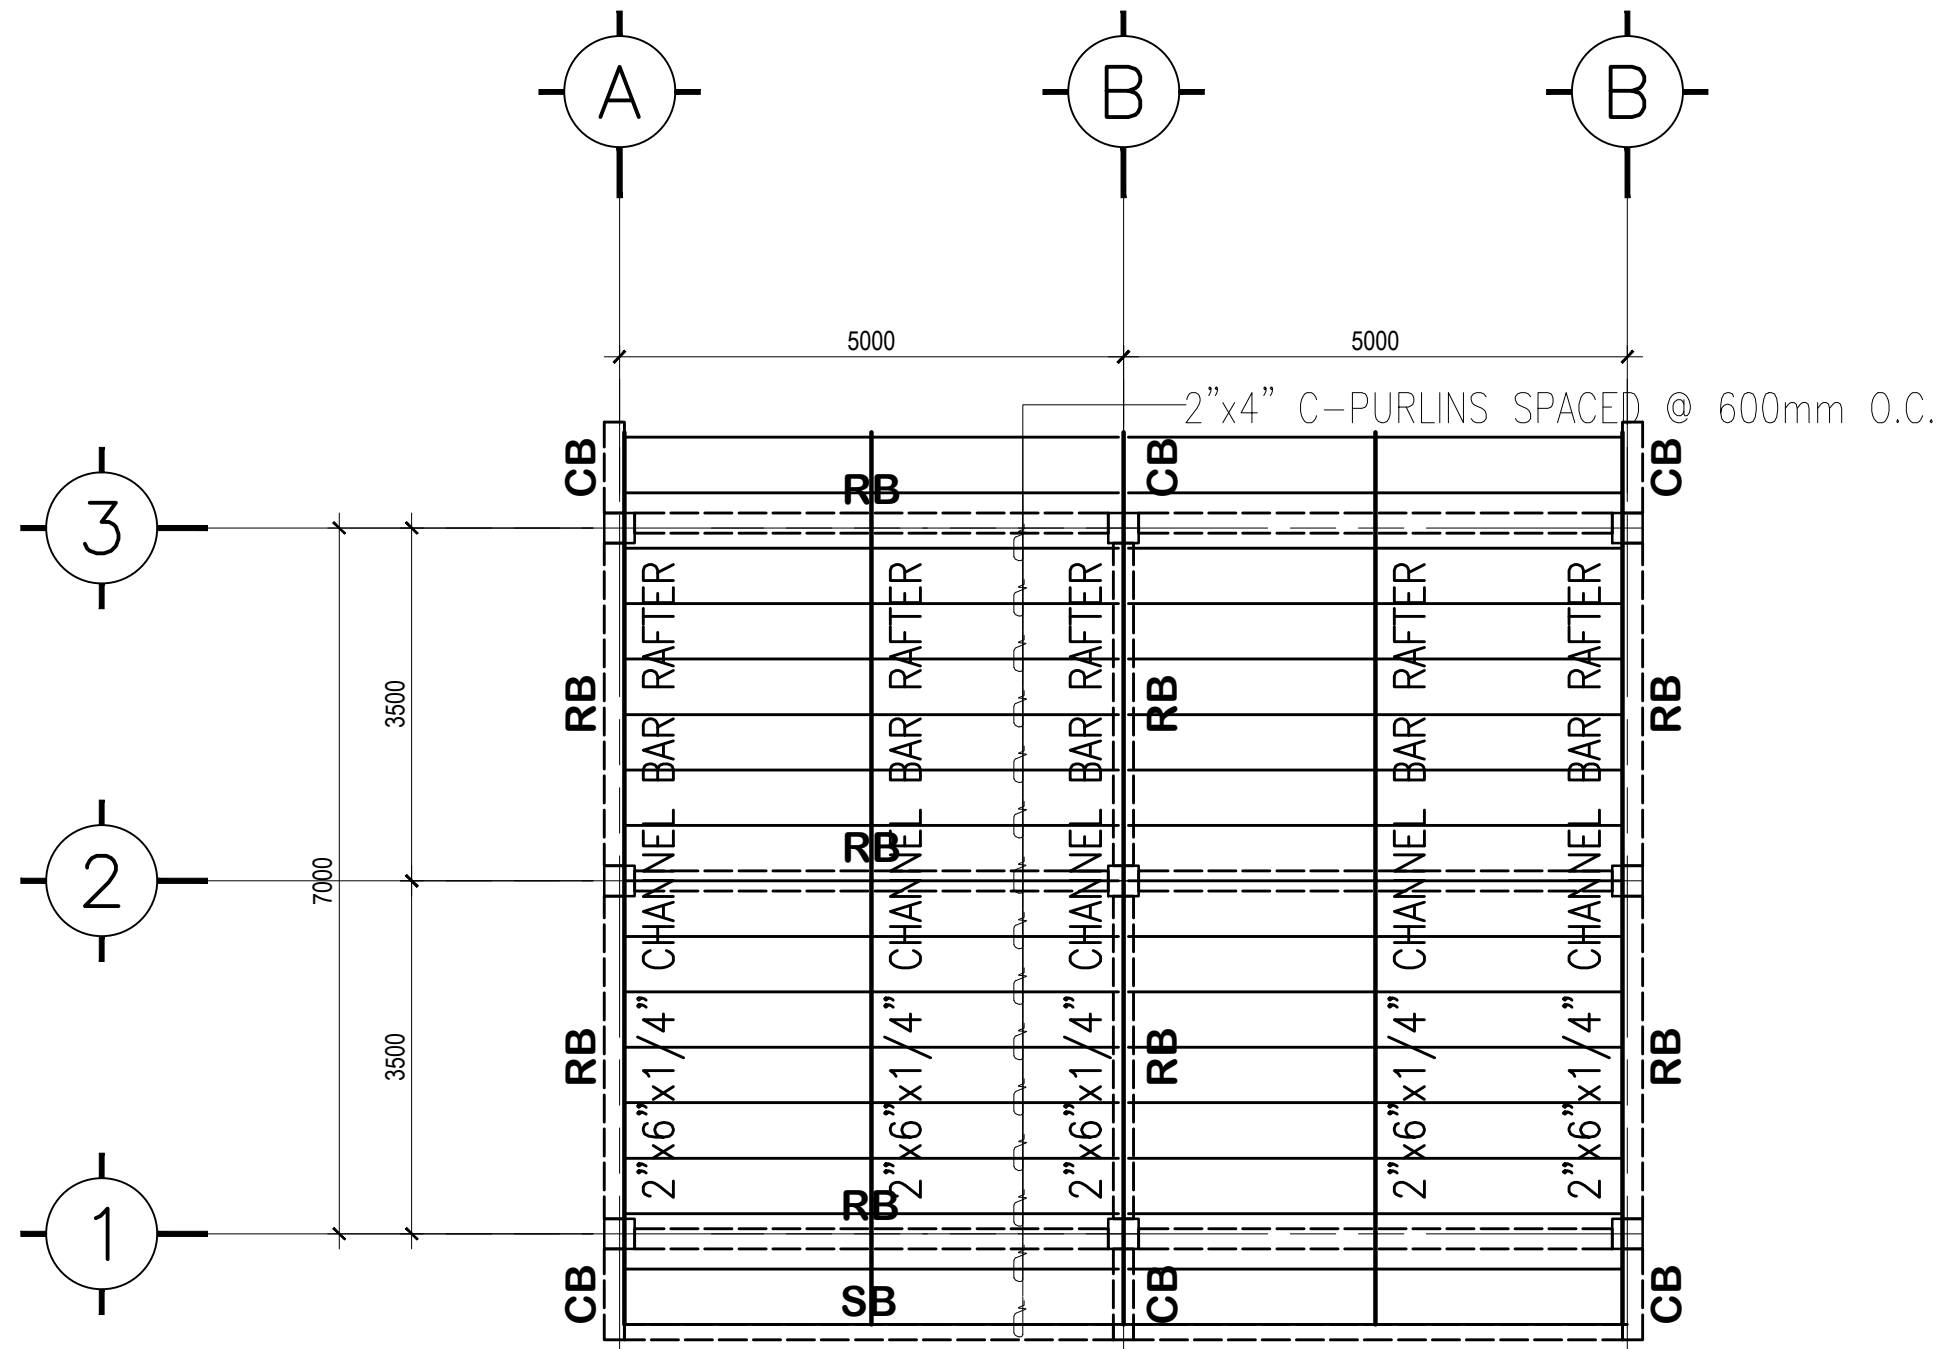 A
B
B
5000
5000
2”x4” C-PURLINS SPACED @ 600mm O.C.
CB
CB
CB
RB
3
3500
RB
RB
RB
7000
2
RB
3500
RB
RB
RB
2”x6”x1/4” CHANNEL BAR RAFTER
2”x6”x1/4” CHANNEL BAR RAFTER
2”x6”x1/4” CHANNEL BAR RAFTER
2”x6”x1/4” CHANNEL BAR RAFTER
2”x6”x1/4” CHANNEL BAR RAFTER
RB
1
CB
SB
CB
CB